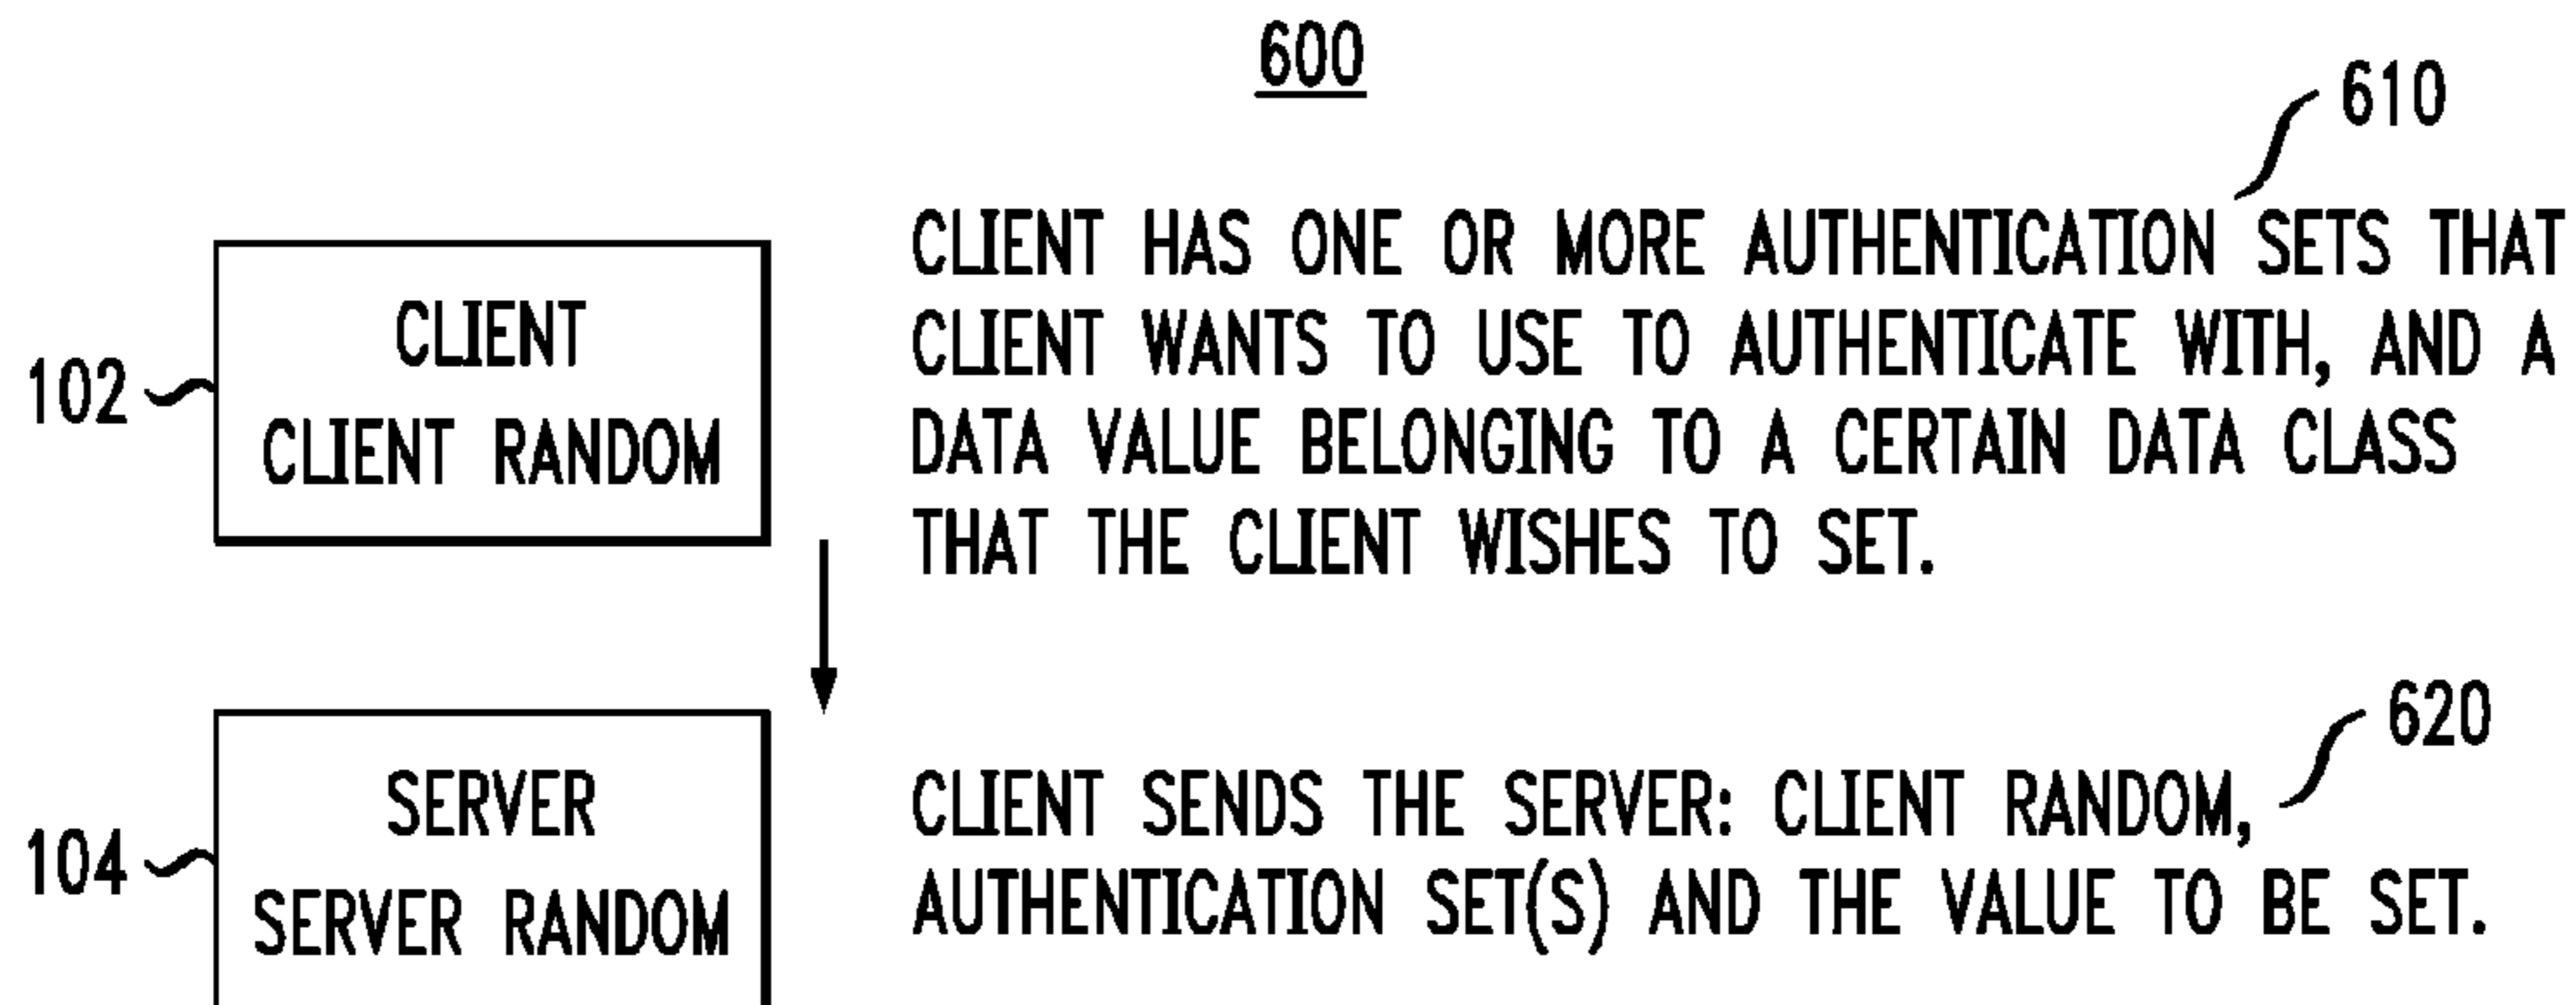 600
610
CLIENT HAS ONE OR MORE AUTHENTICATION SETS THAT
CLIENT WANTS TO USE TO AUTHENTICATE WITH, AND A
DATA VALUE BELONGING TO A CERTAIN DATA CLASS
THAT THE CLIENT WISHES TO SET.
102
CLIENT
CLIENT RANDOM
620
CLIENT SENDS THE SERVER: CLIENT RANDOM,
AUTHENTICATION SET(S) AND THE VALUE TO BE SET.
104
SERVER
SERVER RANDOM